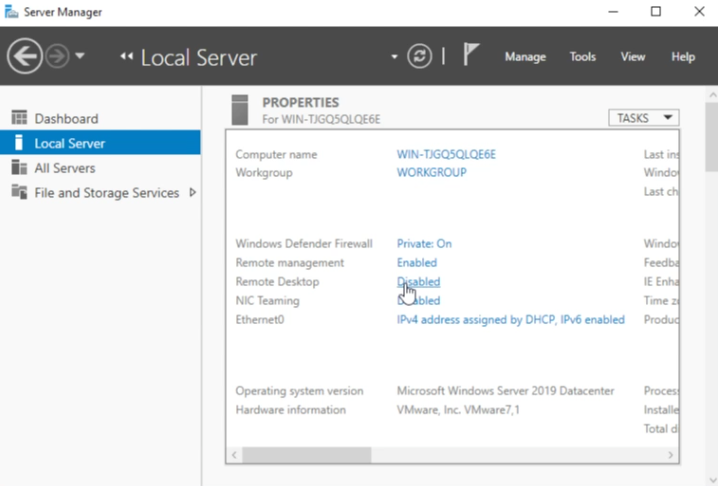 Server Manager
Local Server
Manage Tools View Help
Dashboard
Local Server
All Servers
File and Storage Services
PROPERTIES
For WIN-TJGQ5QLQE6E
TASKS
Computer name WIN-TJGQ5QLQE6E Last ins
Workgroup WORKGROUP Windo
Last ch
Windows Defender Firewall Private: On Windo
Remote management Enabled Feedba
Remote Desktop Disabled IE Enha
NIC Teaming Disabled Time z
Ethernet0 IPv4 address assigned by DHCP, IPv6 enabled Produc
Operating system version Microsoft Windows Server 2019 Datacenter Proces
Hardware information VMware, Inc. VMware7,1 Installe
Total d